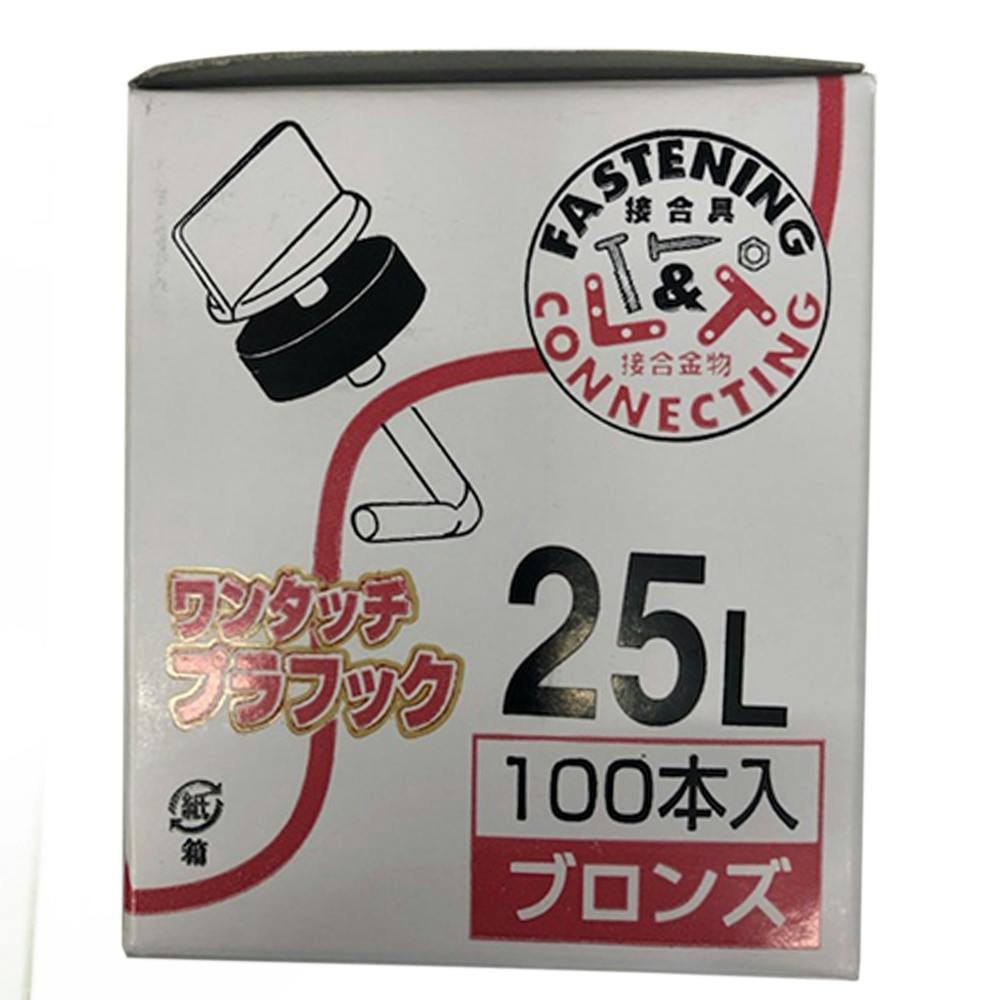 FASTENING
接合具
&
接合金物
CONNECTING
ワンタッチ
プラフック
25L
100本入
ブロンズ
紙
箱